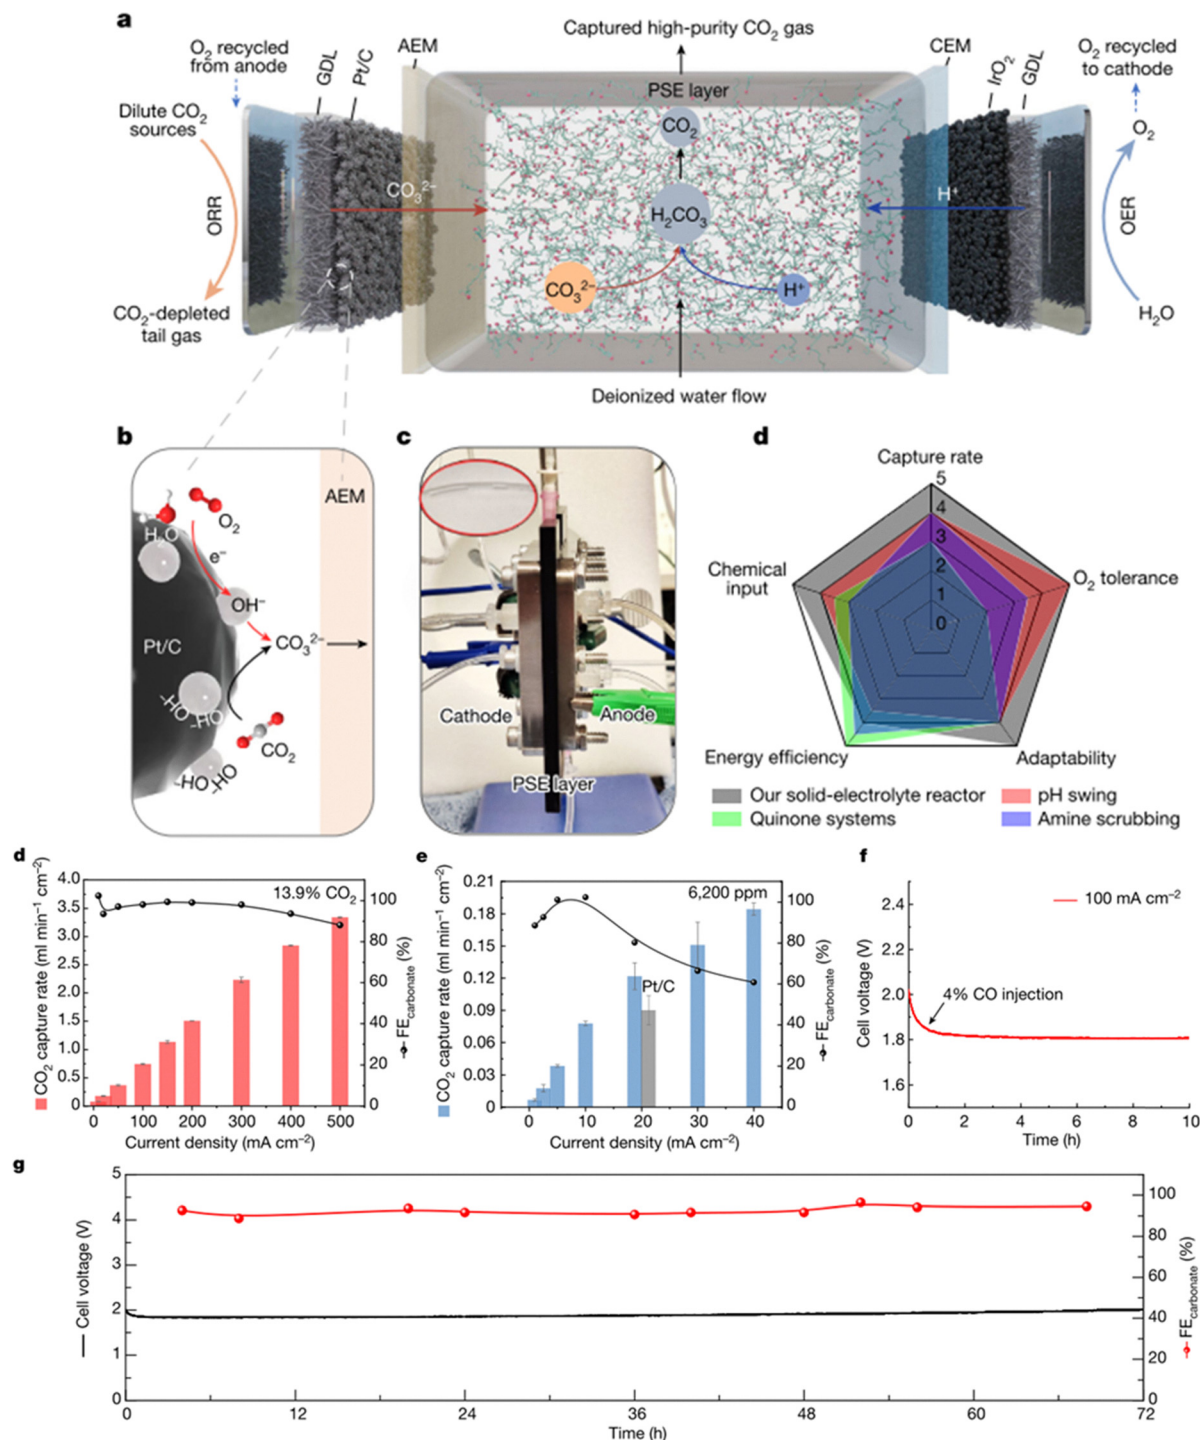 a
Captured high-purity CO₂ gas
O₂ recycled
from anode
GDL
Pt/C
AEM
PSE layer
CEM
IrO₂
GDL
O₂ recycled
to cathode
Dilute CO₂
sources
CO₂
O₂
CO₃²⁻
H⁺
ORR
H₂CO₃
OER
CO₃²⁻
H⁺
CO₂-depleted
tail gas
H₂O
Deionized water flow
b
AEM
H₂O
O₂
e⁻
OH⁻
Pt/C
CO₃²⁻
⁻HO
⁻HO
CO₂
⁻HO
⁻HO
c
Cathode
Anode
PSE layer
d
Capture rate
5
4
3
2
1
0
Chemical
input
O₂ tolerance
Energy efficiency
Adaptability
Our solid-electrolyte reactor
pH swing
Quinone systems
Amine scrubbing
d
CO₂ capture rate (ml min⁻¹ cm⁻²)
4.0
3.5
3.0
2.5
2.0
1.5
1.0
0.5
0
13.9% CO₂
100
80
60
40
20
0
FEcarbonate (%)
0 100 200 300 400 500
Current density (mA cm⁻²)
e
CO₂ capture rate (ml min⁻¹ cm⁻²)
0.21
0.18
0.15
0.12
0.09
0.06
0.03
0
6,200 ppm
Pt/C
100
80
60
40
20
0
FEcarbonate (%)
0 10 20 30 40
Current density (mA cm⁻²)
f
Cell voltage (V)
2.4
2.2
2.0
1.8
1.6
100 mA cm⁻²
4% CO injection
0 2 4 6 8 10
Time (h)
g
Cell voltage (V)
5
4
3
2
1
0
100
80
60
40
20
0
FEcarbonate (%)
0 12 24 36 48 60 72
Time (h)